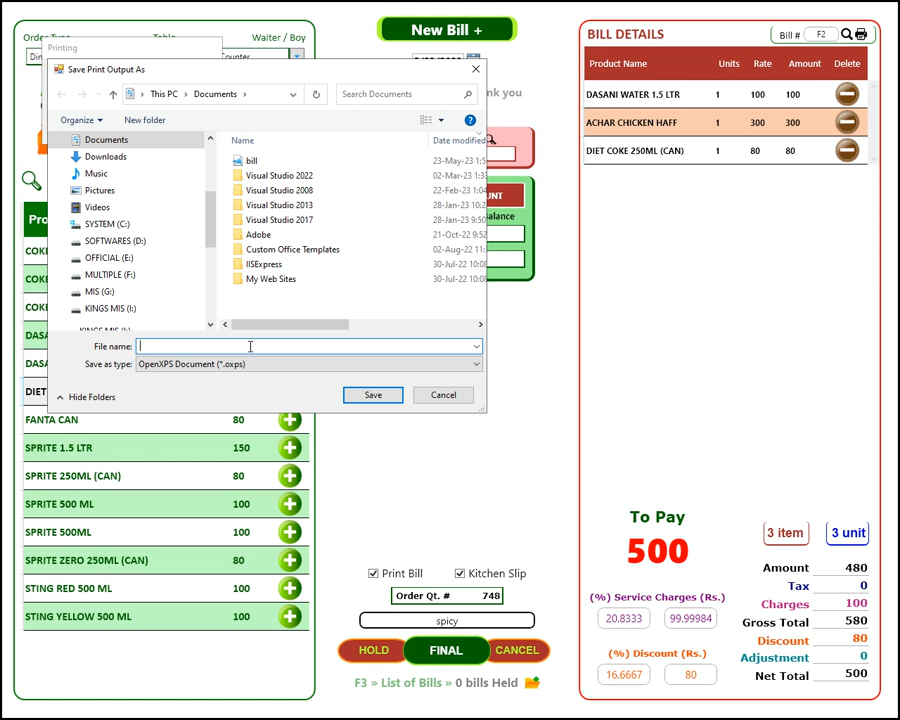 Order Type
Table
Waiter / Boy
New Bill +
BILL DETAILS
Bill #
F2
Printing
Counter
Save Print Output As
This PC
Documents
Search Documents
Organize
New folder
Documents
Downloads
Music
Pictures
Videos
SYSTEM (C:)
SOFTWARES (D:)
OFFICIAL (E:)
MULTIPLE (F:)
MIS (G:)
KINGS MIS (I:)
KINGS MIS (I:)
Name
Date modified
bill
23-May-23 1:5
Visual Studio 2022
02-Mar-23 1:33
Visual Studio 2008
22-Feb-23 1:04
Visual Studio 2013
28-Jan-23 10:2
Visual Studio 2017
28-Jan-23 9:50
Adobe
21-Oct-22 9:52
Custom Office Templates
02-Aug-22 11:
IISExpress
30-Jul-22 10:08
My Web Sites
30-Jul-22 10:08
File name:
Save as type:
OpenXPS Document (*.oxps)
Hide Folders
Save
Cancel
nk you
UNT
alance
Pro
COKE
COKE
COKE
DASA
DASA
DIET
FANTA CAN 80
SPRITE 1.5 LTR 150
SPRITE 250ML (CAN) 80
SPRITE 500 ML 100
SPRITE 500ML 100
SPRITE ZERO 250ML (CAN) 80
STING RED 500 ML 100
STING YELLOW 500 ML 100
Print Bill
Kitchen Slip
Order Qt. # 748
spicy
HOLD
FINAL
CANCEL
F3 » List of Bills » 0 bills Held
Product Name Units Rate Amount Delete
DASANI WATER 1.5 LTR 1 100 100
ACHAR CHICKEN HAFF 1 300 300
DIET COKE 250ML (CAN) 1 80 80
To Pay
500
3 item
3 unit
(%) Service Charges (Rs.)
20.8333
99.99984
(%) Discount (Rs.)
16.6667
80
Amount 480
Tax 0
Charges 100
Gross Total 580
Discount 80
Adjustment 0
Net Total 500